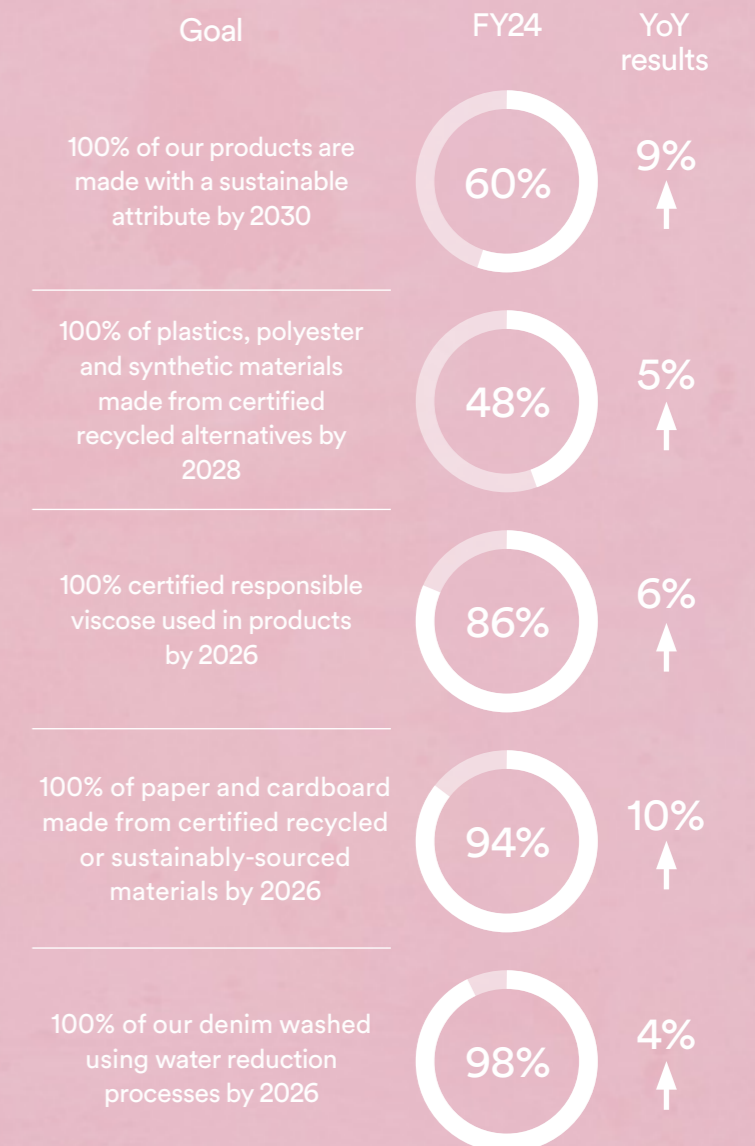 Goal
FY24
YoY
results
100% of our products are
made with a sustainable
attribute by 2030
60%
9%
100% of plastics, polyester
and synthetic materials
made from certified
recycled alternatives by
2028
48%
5%
100% certified responsible
viscose used in products
by 2026
86%
6%
100% of paper and cardboard
made from certified recycled
or sustainably-sourced
materials by 2026
94%
10%
100% of our denim washed
using water reduction
processes by 2026
98%
4%